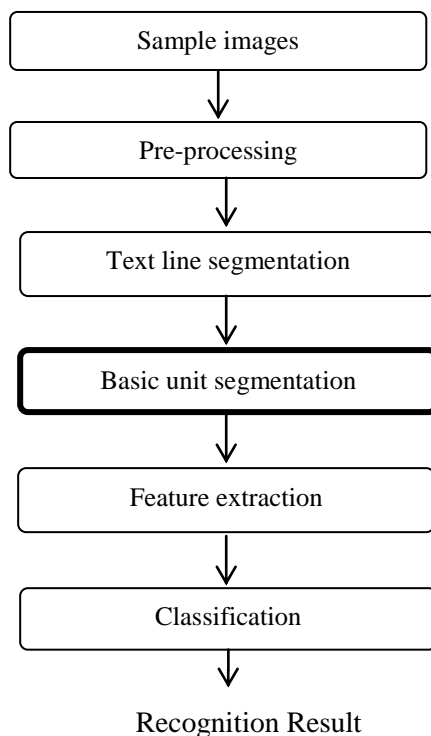 Sample images
Pre-processing
Text line segmentation
Basic unit segmentation
Feature extraction
Classification
Recognition Result